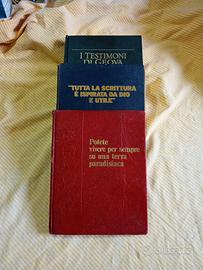 I TESTIMONI
DI GEOVA
"TUTTA LA SCRITTURA
È ISPIRATA DA DIO
E UTILE"
Potete
vivere per sempre
su una terra
paradisiaca